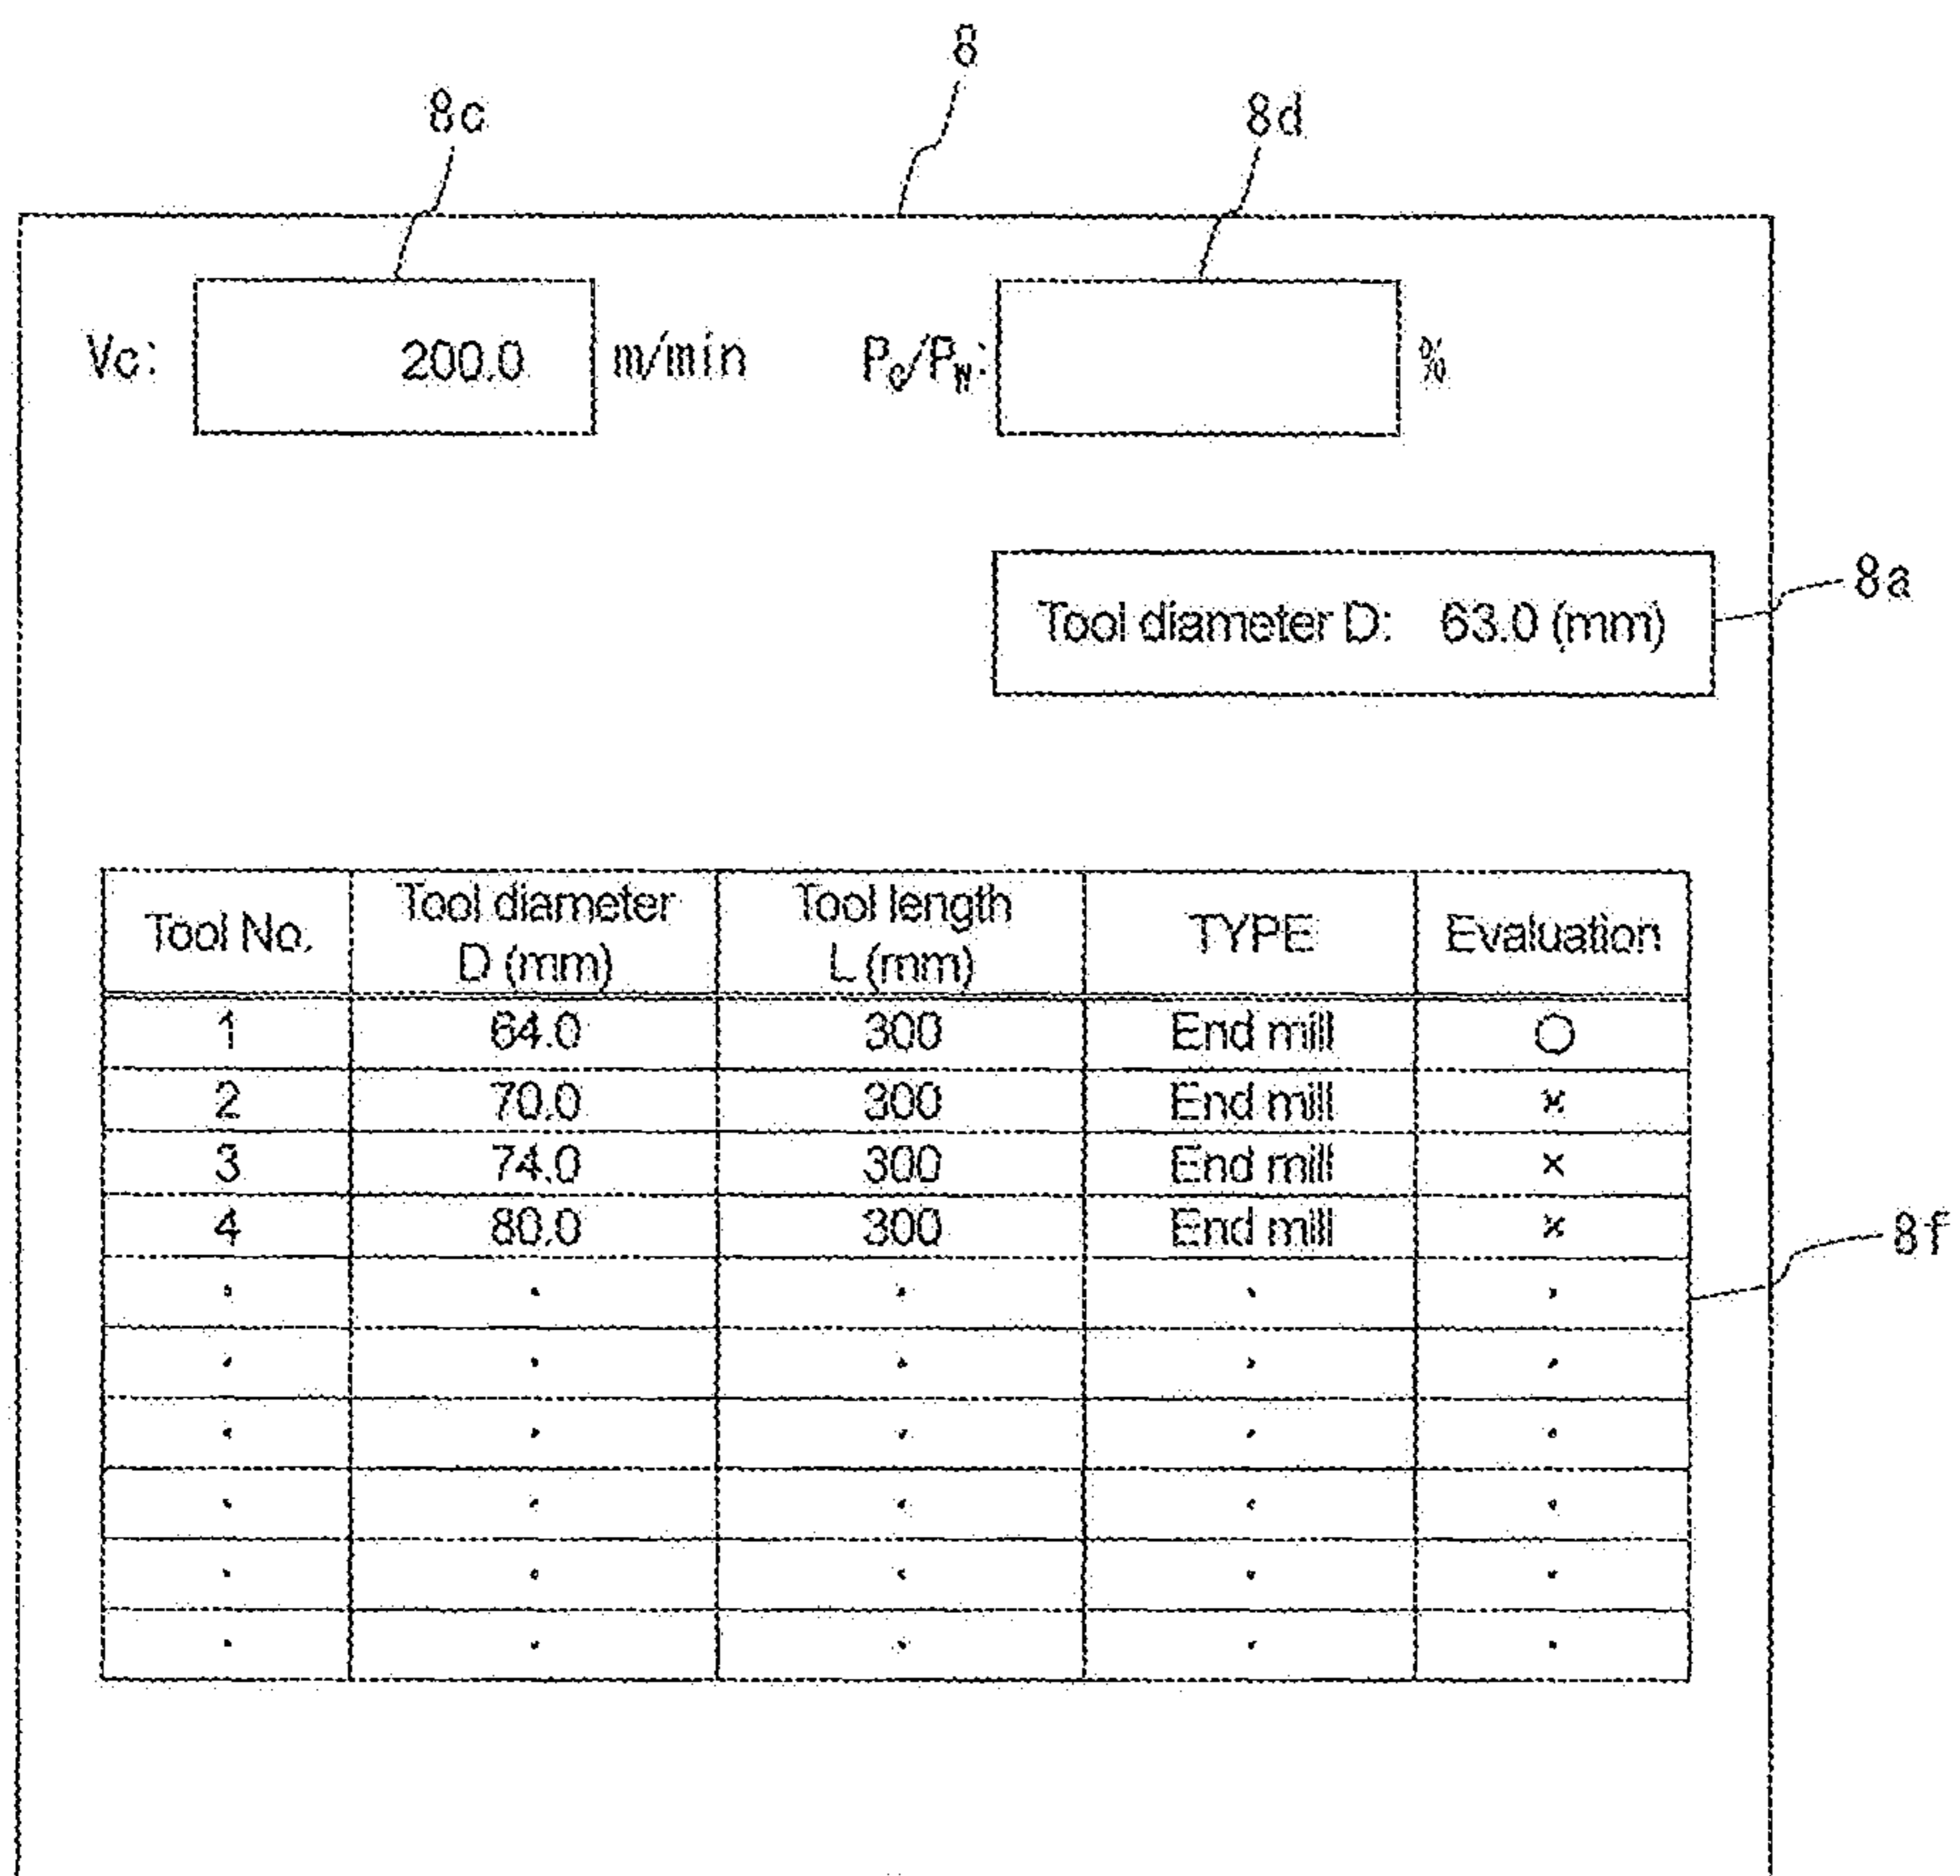 8
8c
8d
Vc: 200.0 m/min
Pc/PW: %
8a
Tool diameter D: 63.0 (mm)
Tool No. Tool diameter D (mm) Tool length L (mm) TYPE Evaluation
1 64.0 300 End mill ○
2 70.0 300 End mill ×
3 74.0 300 End mill ×
4 80.0 300 End mill ×
8f